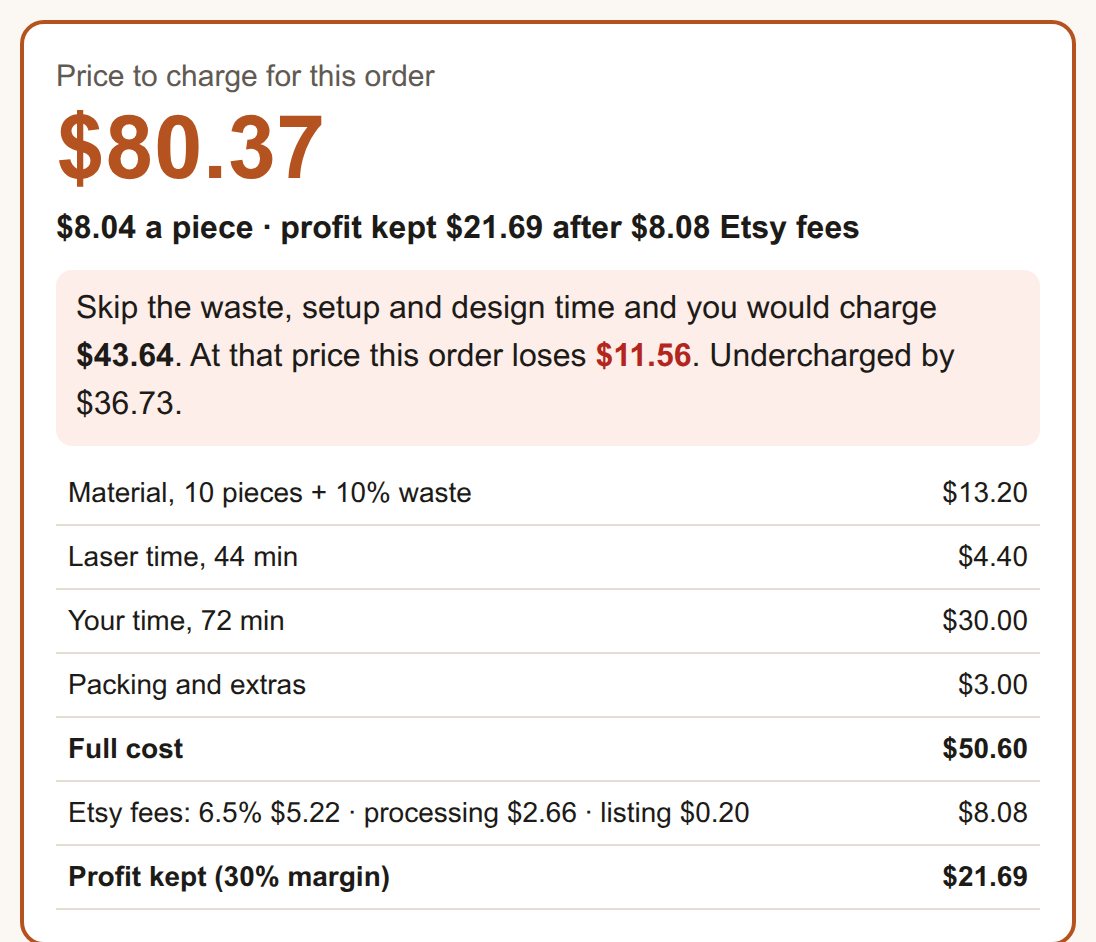 Price to charge for this order
$80.37
$8.04 a piece · profit kept $21.69 after $8.08 Etsy fees
Skip the waste, setup and design time and you would charge
$43.64. At that price this order loses $11.56. Undercharged by
$36.73.
Material, 10 pieces + 10% waste $13.20
Laser time, 44 min $4.40
Your time, 72 min $30.00
Packing and extras $3.00
Full cost $50.60
Etsy fees: 6.5% $5.22 · processing $2.66 · listing $0.20 $8.08
Profit kept (30% margin) $21.69